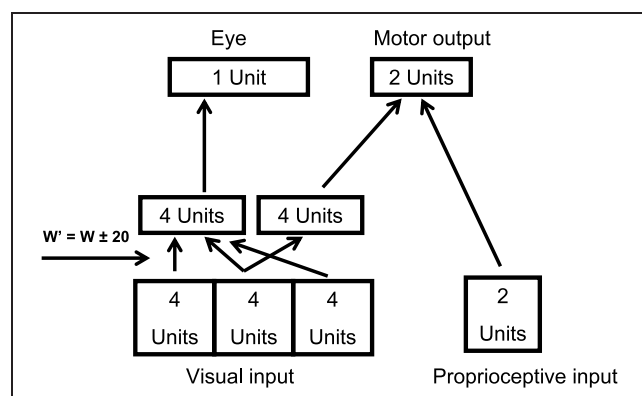 Eye Motor output
1 Unit 2 Units
4 Units 4 Units
W' = W ± 20
4 4 4 2
Units Units Units Units
Visual input Proprioceptive input